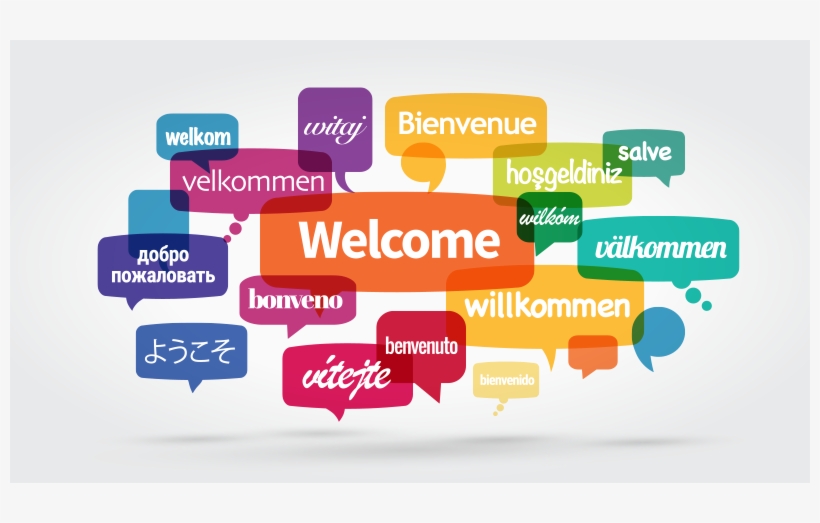 witaj
Bienvenue
welkom
salve
hoşgeldiniz
velkommen
wilkóm
Welcome
välkommen
добро
пожаловать
bonveno
willkommen
ようこそ
benvenuto
vítejte
bienvenido